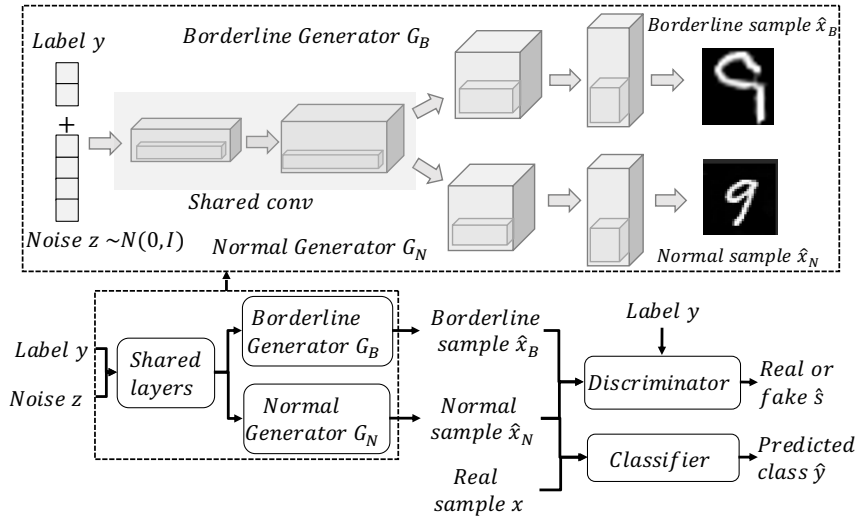 Label y
Borderline Generator G_B
Borderline sample x̂_B
+
Shared conv
Noise z ~N(0,I)
Normal Generator G_N
Normal sample x̂_N
Label y
Noise z
Shared
layers
Borderline
Generator G_B
Normal
Generator G_N
Borderline
sample x̂_B
Normal
sample x̂_N
Real
sample x
Label y
Discriminator
Classifier
Real or
fake ŝ
Predicted
class ŷ
9
9